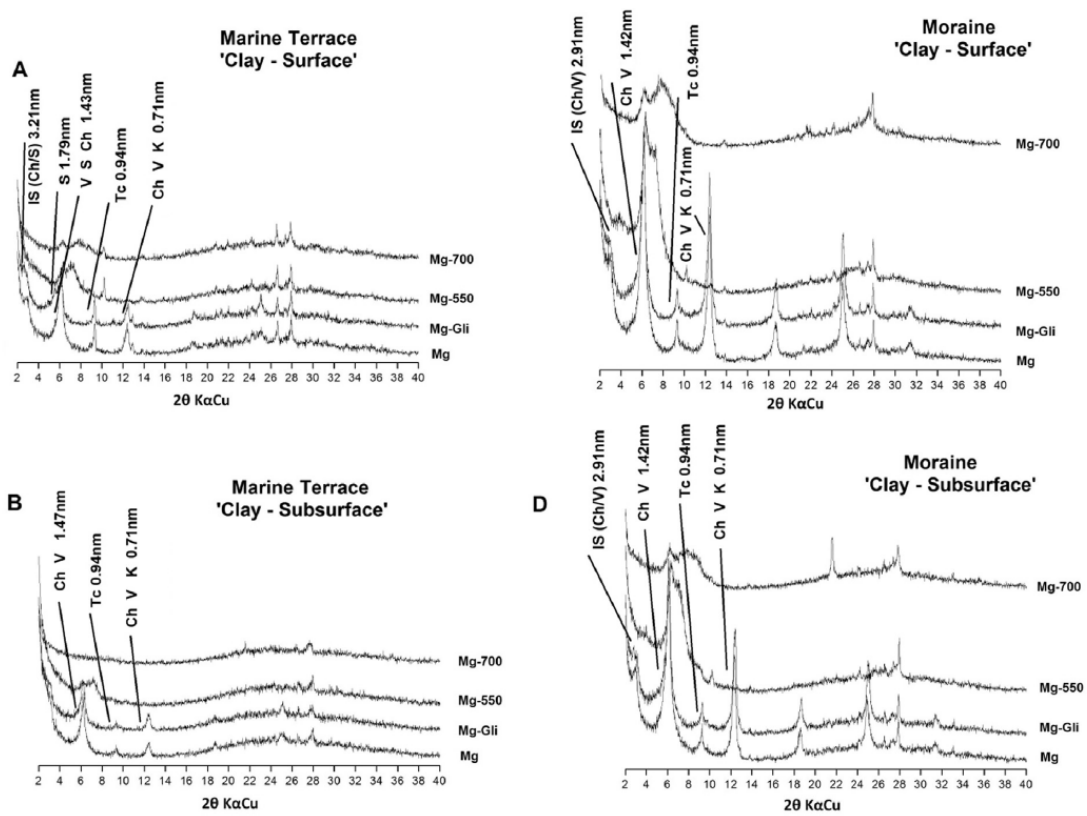 A
Marine Terrace
'Clay - Surface'
IS (Ch/S) 3.21nm
S 1.79nm
V S Ch 1.43nm
Tc 0.94nm
Ch V K 0.71nm
Mg-700
Mg-550
Mg-Gli
Mg
2 4 6 8 10 12 14 16 18 20 22 24 26 28 30 32 34 36 38 40
2θ KαCu
Moraine
'Clay - Surface'
IS (Ch/V) 2.91nm
Ch V 1.42nm
Tc 0.94nm
Ch V K 0.71nm
Mg-700
Mg-550
Mg-Gli
Mg
2 4 6 8 10 12 14 16 18 20 22 24 26 28 30 32 34 36 38 40
2θ KαCu
B
Marine Terrace
'Clay - Subsurface'
Ch V 1.47nm
Tc 0.94nm
Ch V K 0.71nm
Mg-700
Mg-550
Mg-Gli
Mg
2 4 6 8 10 12 14 16 18 20 22 24 26 28 30 32 34 36 38 40
2θ KαCu
D
Moraine
'Clay - Subsurface'
IS (Ch/V) 2.91nm
Ch V 1.42nm
Tc 0.94nm
Ch V K 0.71nm
Mg-700
Mg-550
Mg-Gli
Mg
2 4 6 8 10 12 14 16 18 20 22 24 26 28 30 32 34 36 38 40
2θ KαCu